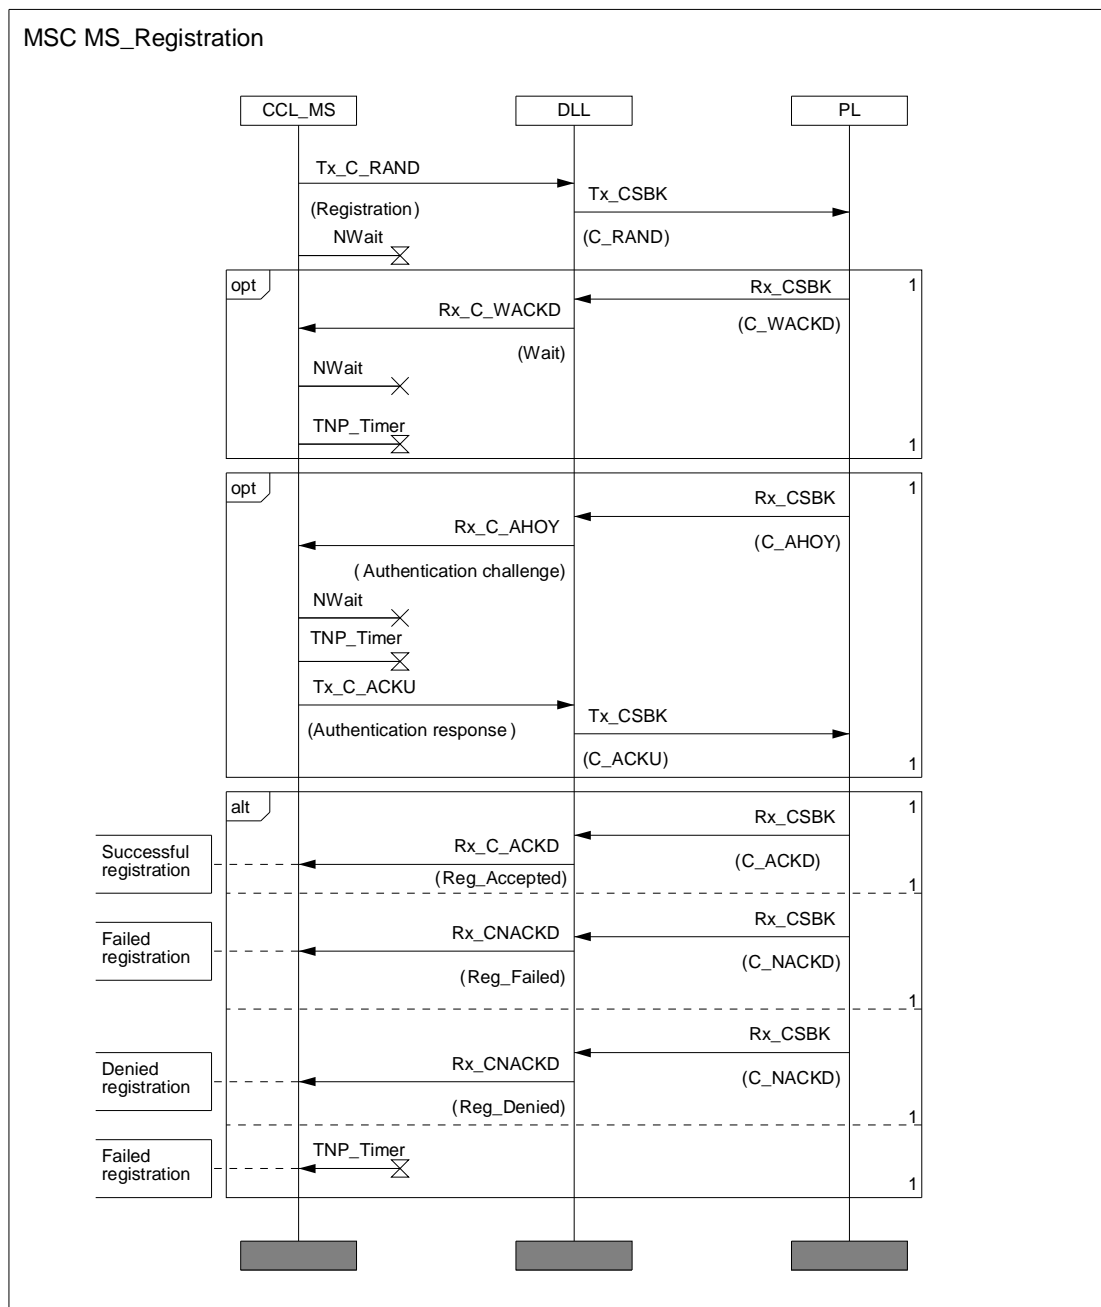 MSC MS_Registration
CCL_MS
DLL
PL
Tx_C_RAND
(Registration)
Tx_CSBK
(C_RAND)
NWait
opt
1
Rx_CSBK
(C_WACKD)
Rx_C_WACKD
(Wait)
NWait
TNP_Timer
1
opt
1
Rx_CSBK
(C_AHOY)
Rx_C_AHOY
( Authentication challenge)
NWait
TNP_Timer
Tx_C_ACKU
(Authentication response )
Tx_CSBK
(C_ACKU)
1
alt
1
Rx_CSBK
(C_ACKD)
Rx_C_ACKD
(Reg_Accepted)
Successful
registration
1
Rx_CSBK
(C_NACKD)
Rx_CNACKD
(Reg_Failed)
Failed
registration
1
Rx_CSBK
(C_NACKD)
Rx_CNACKD
(Reg_Denied)
Denied
registration
1
TNP_Timer
Failed
registration
1